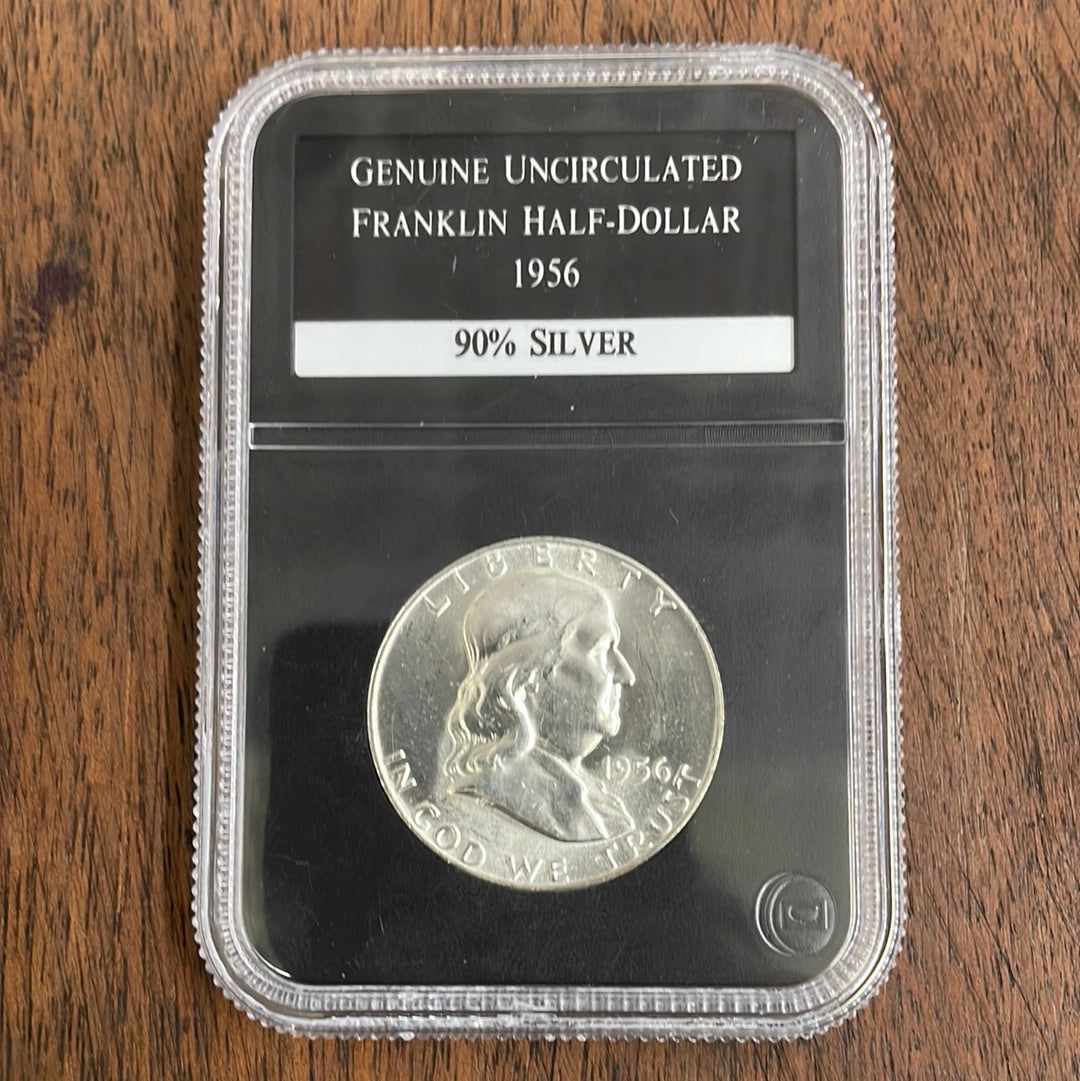 GENUINE UNCIRCULATED
FRANKLIN HALF-DOLLAR
1956
90% SILVER
LIBERTY
1956
IN GOD WE TRUST